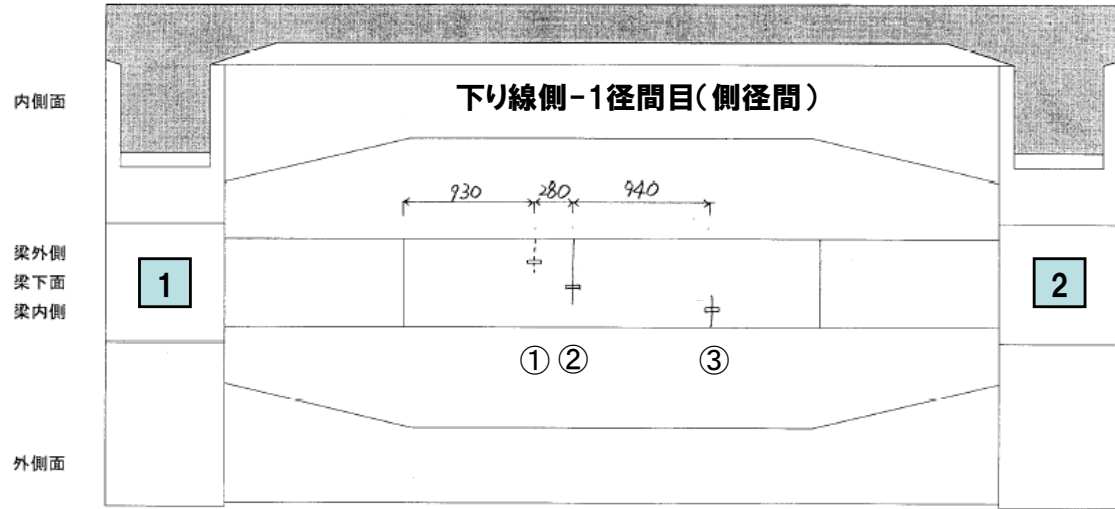 内側面
下り線側-1径間目(側径間)
930 280 940
梁外側
梁下面
梁内側
1
2
① ② ③
外側面